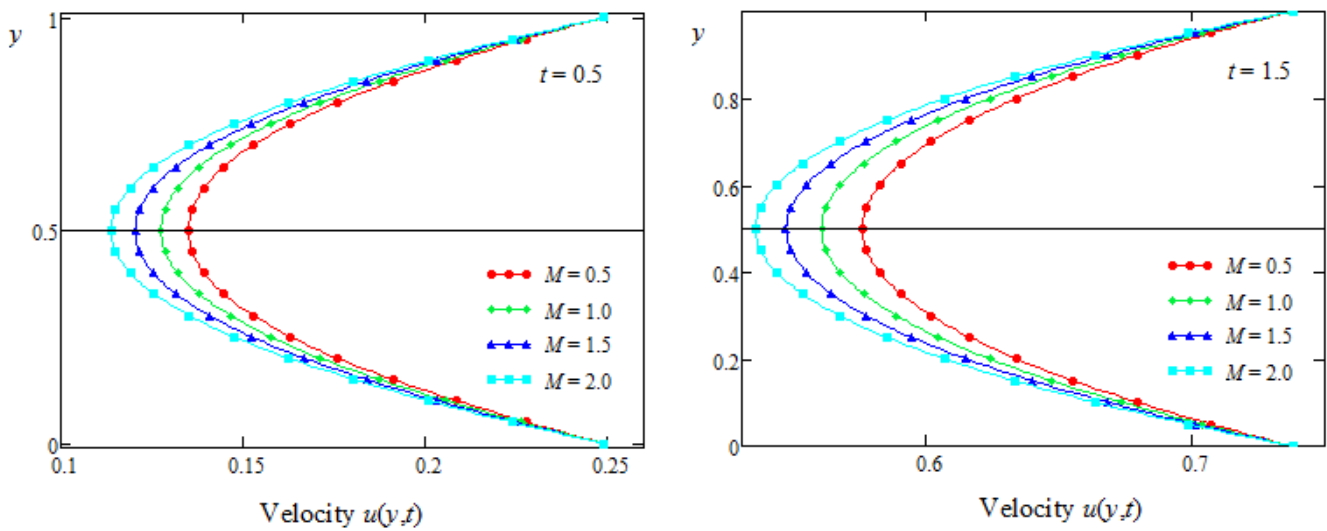 y
1
t = 0.5
0.5
M = 0.5
M = 1.0
M = 1.5
M = 2.0
0
0.1
0.15
0.2
0.25
Velocity u(y,t)
y
t = 1.5
0.8
0.6
0.4
M = 0.5
M = 1.0
M = 1.5
0.2
M = 2.0
0
0.6
0.7
Velocity u(y,t)